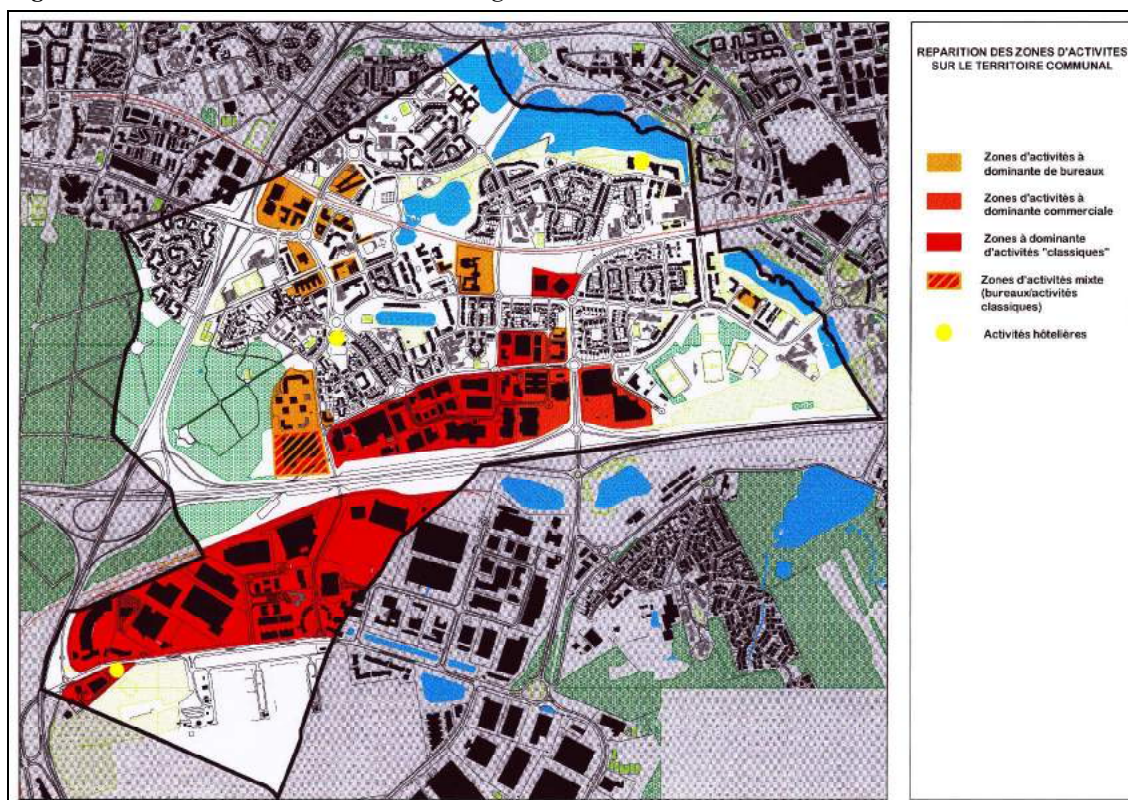 REPARTITION DES ZONES D'ACTIVITES
SUR LE TERRITOIRE COMMUNAL
Zones d'activités à
dominante de bureaux
Zones d'activités à
dominante commerciale
Zones à dominante
d'activités "classiques"
Zones d'activités mixte
(bureaux/activités
classiques)
Activités hôtelières